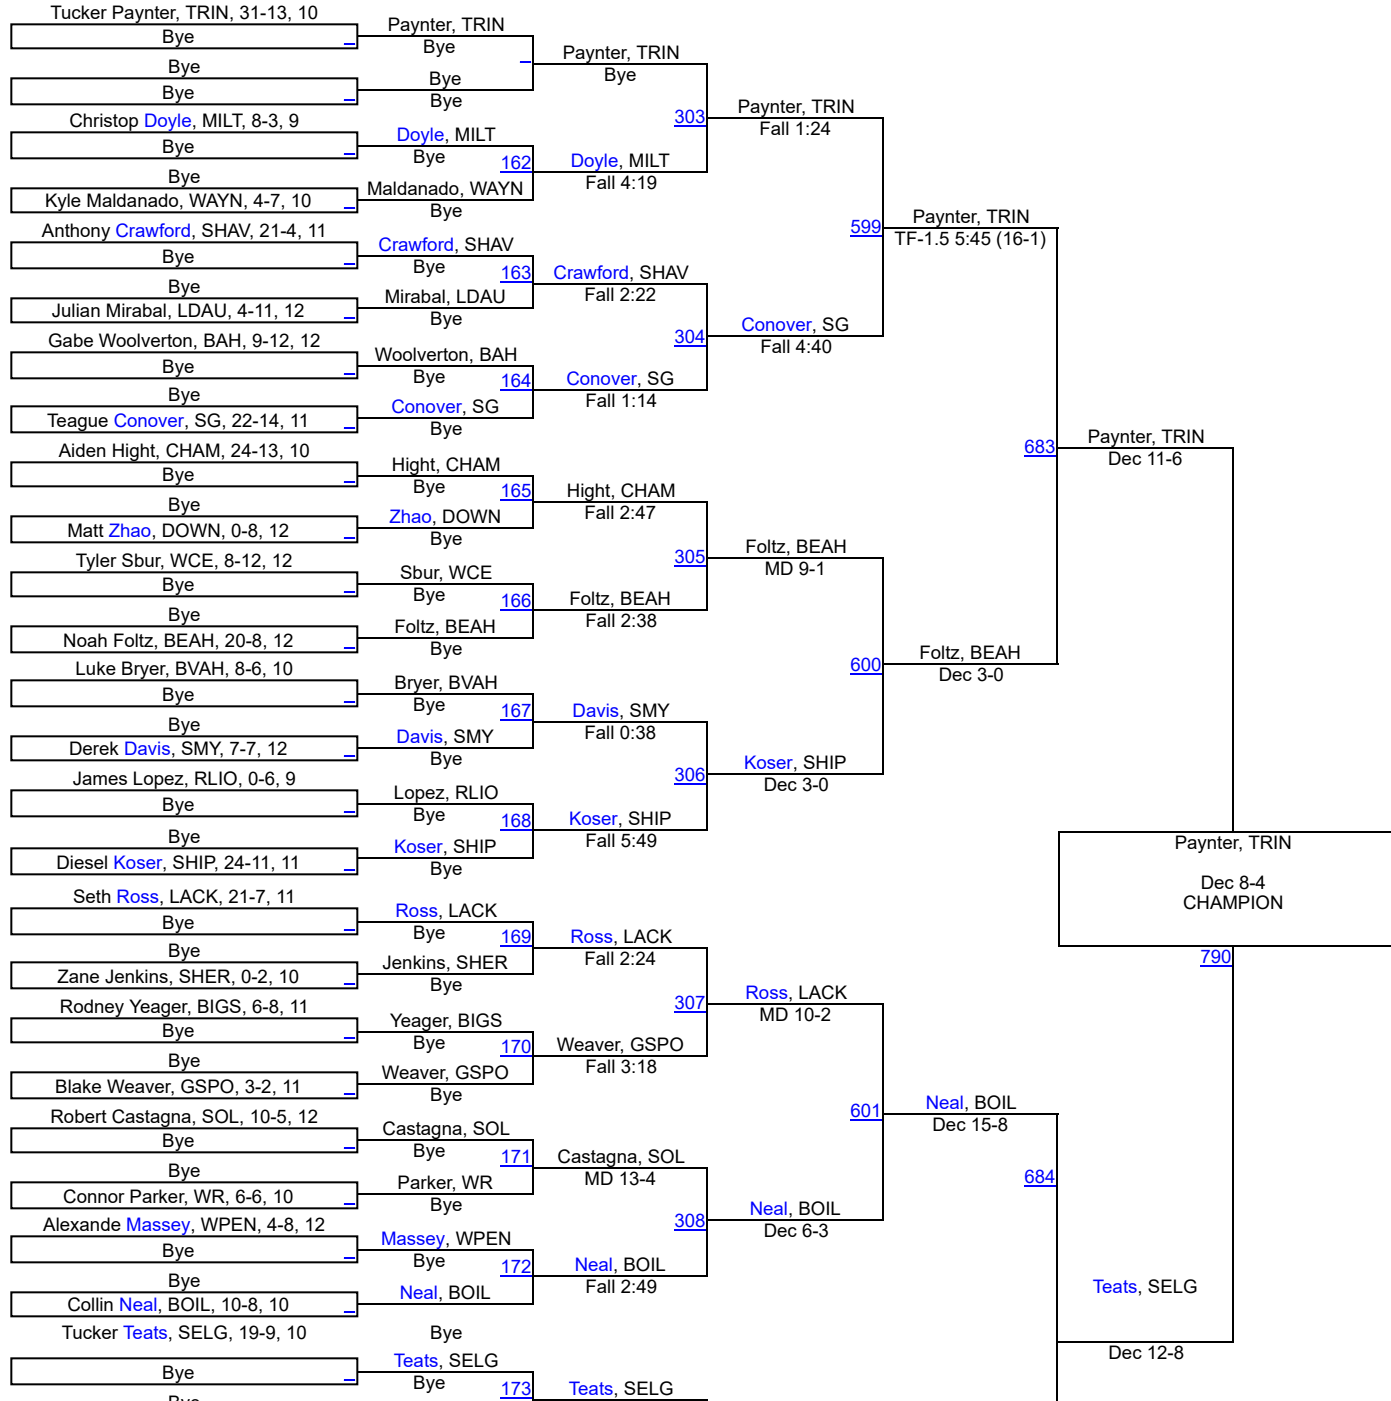 Tucker Paynter, TRIN, 31-13, 10
Bye
Bye
Bye
Christop Doyle, MILT, 8-3, 9
Bye
Bye
Kyle Maldanado, WAYN, 4-7, 10
Anthony Crawford, SHAV, 21-4, 11
Bye
Bye
Julian Mirabal, LDAU, 4-11, 12
Gabe Woolverton, BAH, 9-12, 12
Bye
Bye
Teague Conover, SG, 22-14, 11
Aiden Hight, CHAM, 24-13, 10
Bye
Bye
Matt Zhao, DOWN, 0-8, 12
Tyler Sbur, WCE, 8-12, 12
Bye
Bye
Noah Foltz, BEAH, 20-8, 12
Luke Bryer, BVAH, 8-6, 10
Bye
Bye
Derek Davis, SMY, 7-7, 12
James Lopez, RLIO, 0-6, 9
Bye
Bye
Diesel Koser, SHIP, 24-11, 11
Seth Ross, LACK, 21-7, 11
Bye
Bye
Zane Jenkins, SHER, 0-2, 10
Rodney Yeager, BIGS, 6-8, 11
Bye
Bye
Blake Weaver, GSPO, 3-2, 11
Robert Castagna, SOL, 10-5, 12
Bye
Bye
Connor Parker, WR, 6-6, 10
Alexande Massey, WPEN, 4-8, 12
Bye
Bye
Collin Neal, BOIL, 10-8, 10
Tucker Teats, SELG, 19-9, 10
Bye
Bye
Paynter, TRIN
Bye
Bye
Bye
Doyle, MILT
Bye
162
Maldanado, WAYN
Bye
Crawford, SHAV
Bye
163
Mirabal, LDAU
Bye
Woolverton, BAH
Bye
164
Conover, SG
Bye
Hight, CHAM
Bye
165
Zhao, DOWN
Bye
Sbur, WCE
Bye
166
Foltz, BEAH
Bye
Bryer, BVAH
Bye
167
Davis, SMY
Bye
Lopez, RLIO
Bye
168
Koser, SHIP
Bye
Ross, LACK
Bye
169
Jenkins, SHER
Bye
Yeager, BIGS
Bye
170
Weaver, GSPO
Bye
Castagna, SOL
Bye
171
Parker, WR
Bye
Massey, WPEN
Bye
172
Neal, BOIL
Bye
Teats, SELG
Bye
173
Paynter, TRIN
Bye
303
Doyle, MILT
Fall 4:19
Crawford, SHAV
Fall 2:22
304
Conover, SG
Fall 1:14
Hight, CHAM
Fall 2:47
305
Foltz, BEAH
Fall 2:38
Davis, SMY
Fall 0:38
306
Koser, SHIP
Fall 5:49
Ross, LACK
Fall 2:24
307
Weaver, GSPO
Fall 3:18
Castagna, SOL
MD 13-4
308
Neal, BOIL
Fall 2:49
Teats, SELG
Paynter, TRIN
Fall 1:24
599
Conover, SG
Fall 4:40
Foltz, BEAH
MD 9-1
600
Koser, SHIP
Dec 3-0
Ross, LACK
MD 10-2
601
Neal, BOIL
Dec 6-3
Paynter, TRIN
TF-1.5 5:45 (16-1)
683
Foltz, BEAH
Dec 3-0
Neal, BOIL
Dec 15-8
684
Paynter, TRIN
Dec 11-6
Teats, SELG
Dec 12-8
Paynter, TRIN
Dec 8-4
CHAMPION
790